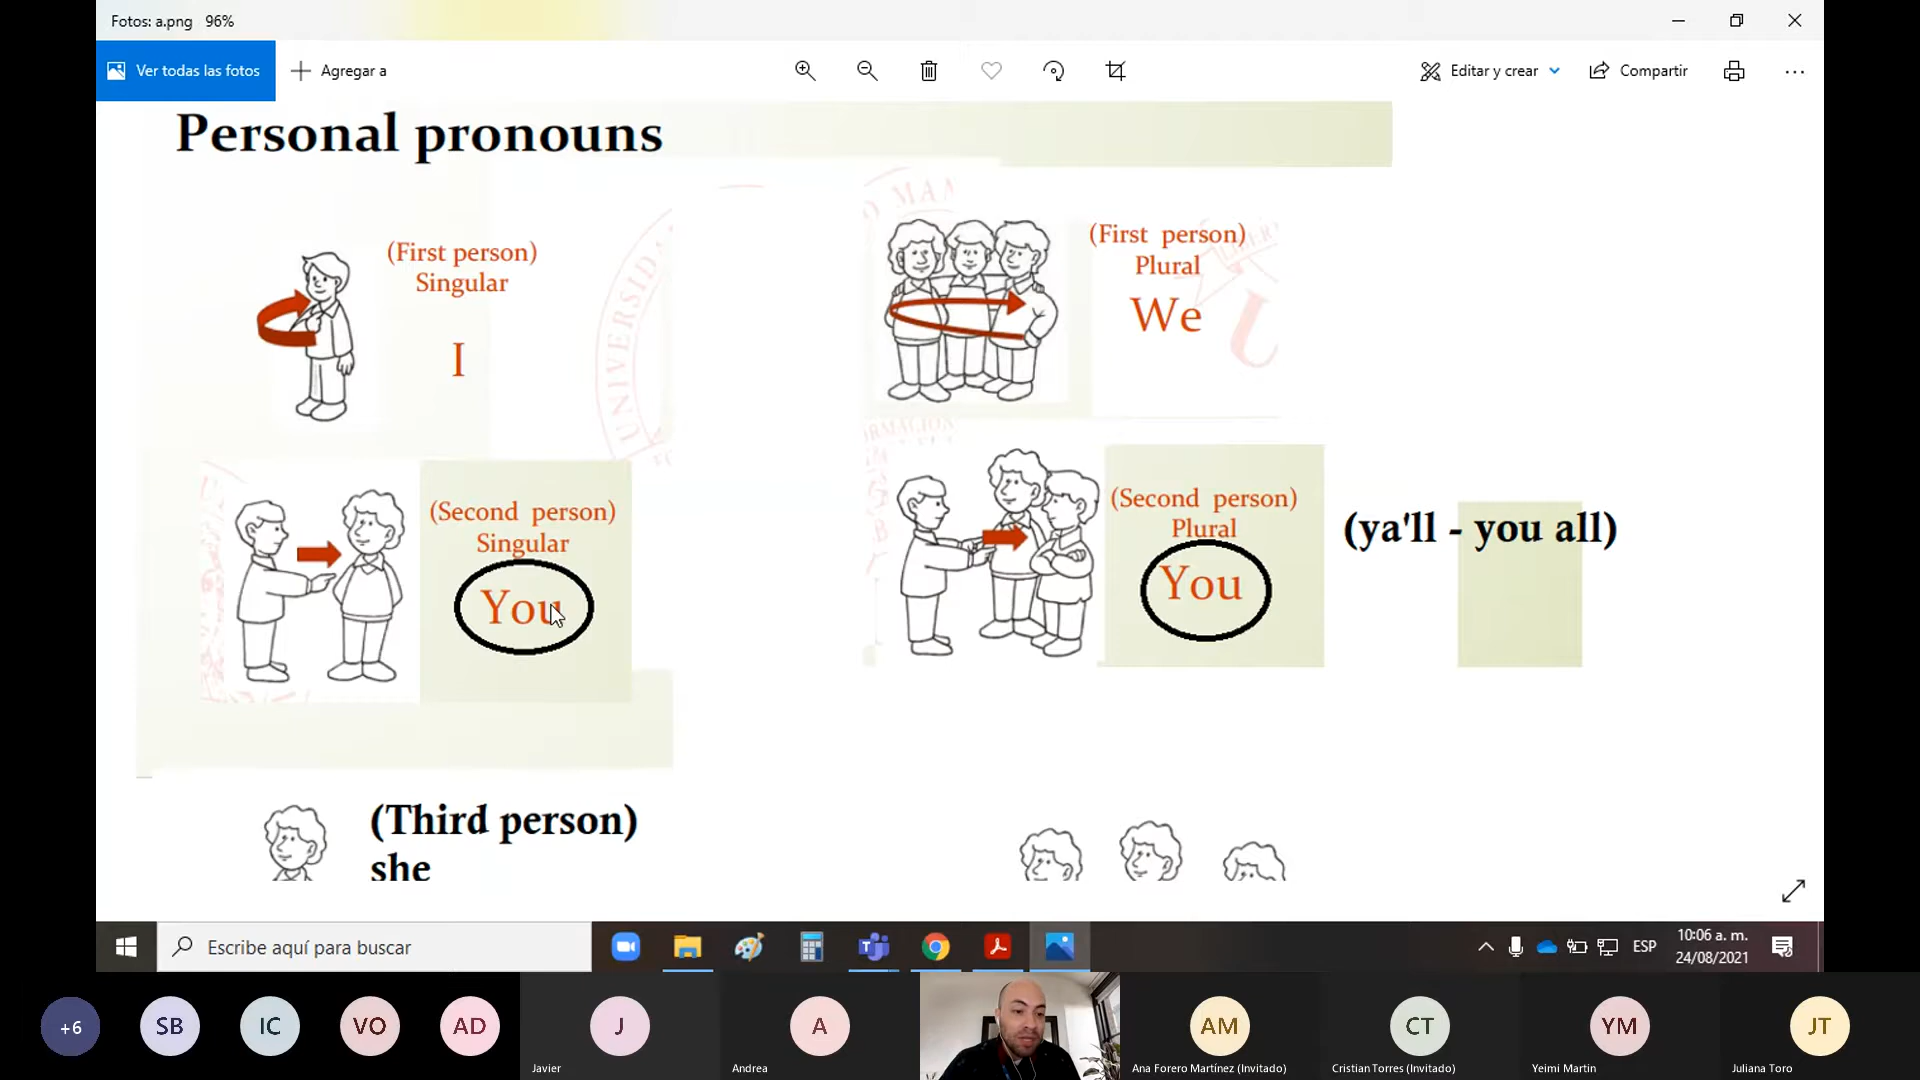 Fotos: a.png 96%
Ver todas las fotos
Agregar a
Editar y crear
Compartir
Personal pronouns
(First person)
Singular
I
(First person)
Plural
We
UNIVERSIDAD
(Second person)
Singular
You
(Second person)
Plural
You
(ya'll - you all)
(Third person)
she
Escribe aquí para buscar
ESP
10:06 a. m.
24/08/2021
+6
SB
IC
VO
AD
J
Javier
A
Andrea
AM
Ana Forero Martínez (Invitado)
CT
Cristian Torres (Invitado)
YM
Yeimi Martin
JT
Juliana Toro